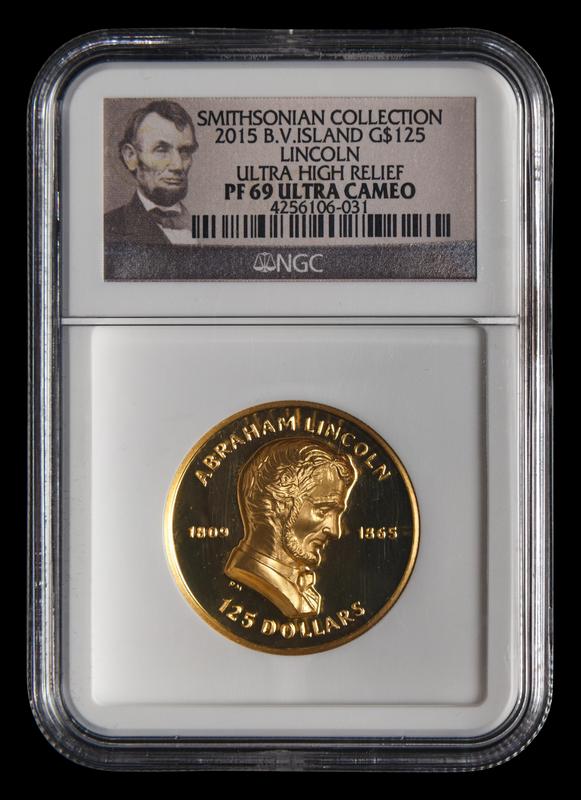 SMITHSONIAN COLLECTION
2015 B.V.ISLAND G$125
LINCOLN
ULTRA HIGH RELIEF
PF 69 ULTRA CAMEO
4256106-031
NGC
ABRAHAM LINCOLN
1809 1865
PM
125 DOLLARS